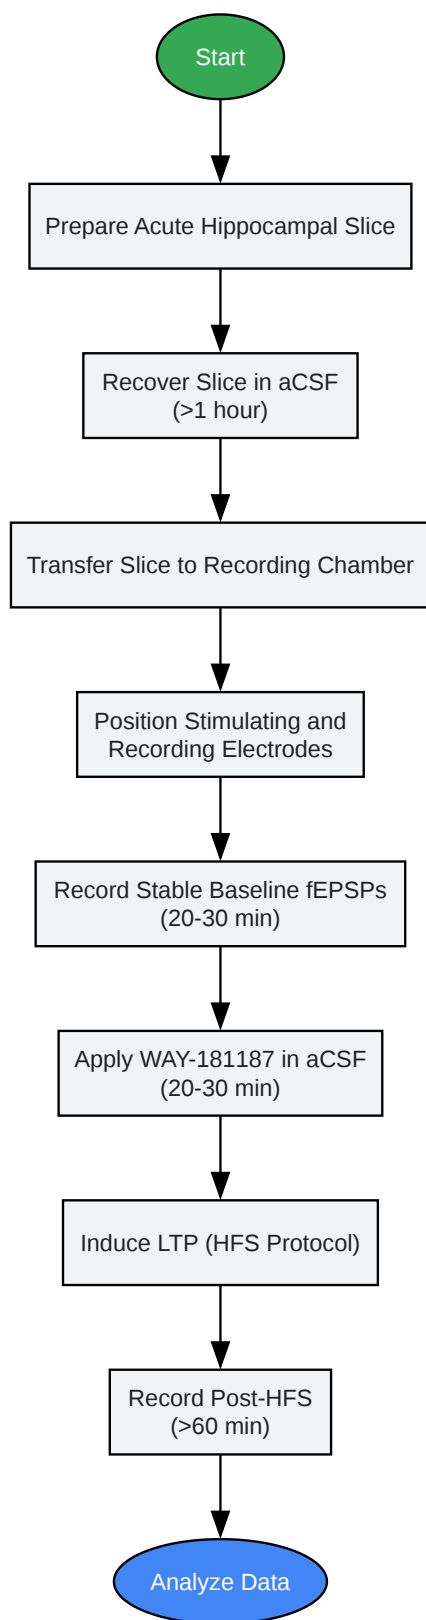 Start
Prepare Acute Hippocampal Slice
Recover Slice in aCSF
(>1 hour)
Transfer Slice to Recording Chamber
Position Stimulating and
Recording Electrodes
Record Stable Baseline fEPSPs
(20-30 min)
Apply WAY-181187 in aCSF
(20-30 min)
Induce LTP (HFS Protocol)
Record Post-HFS
(>60 min)
Analyze Data